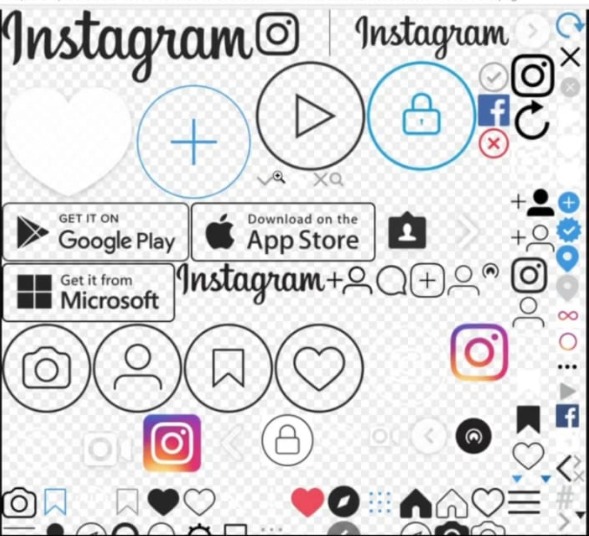 Instagram
Instagram
GET IT ON
Google Play
Download on the
App Store
Get it from
Microsoft
Instagram